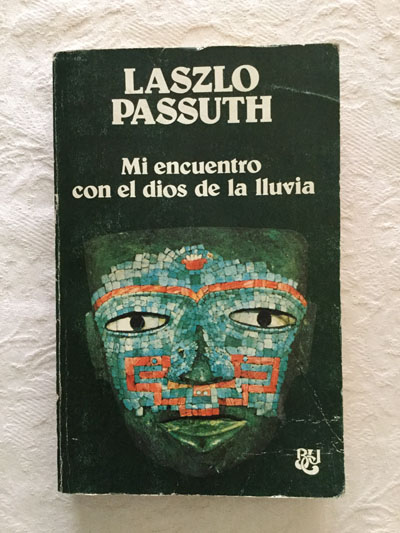 LASZLO
PASSUTH
Mi encuentro
con el dios de la lluvia